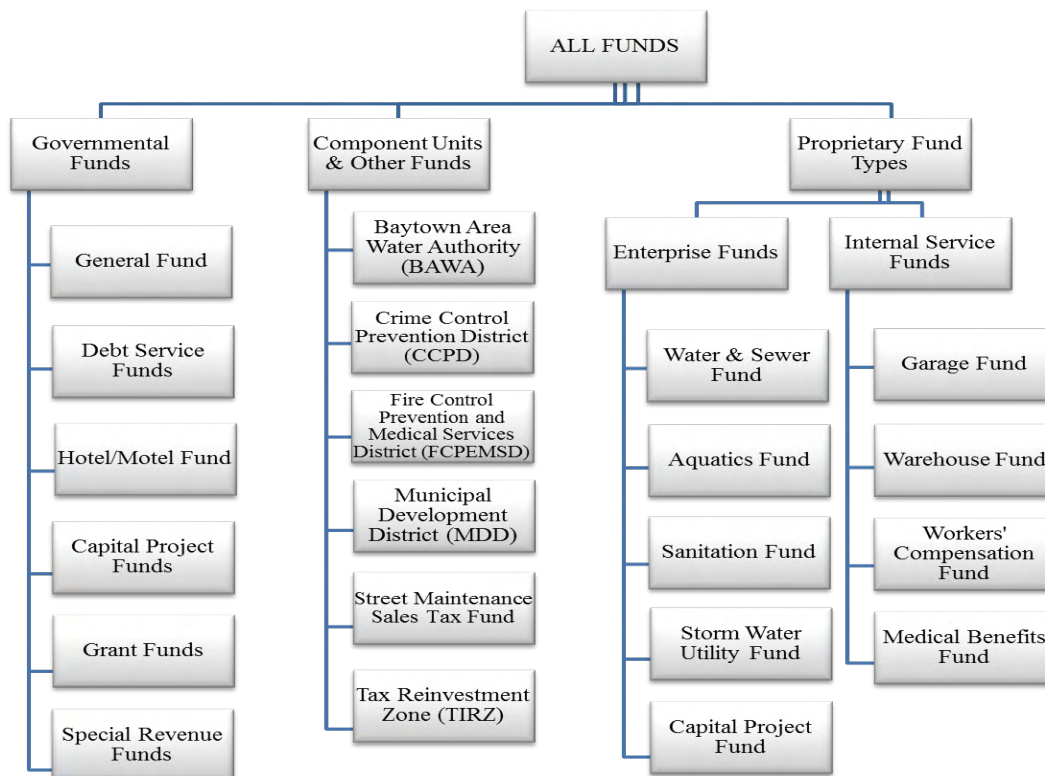 ALL FUNDS
Governmental
Funds
General Fund
Debt Service
Funds
Hotel/Motel Fund
Capital Project
Funds
Grant Funds
Special Revenue
Funds
Component Units
& Other Funds
Baytown Area
Water Authority
(BAWA)
Crime Control
Prevention District
(CCPD)
Fire Control
Prevention and
Medical Services
District (FCPEMSD)
Municipal
Development
District (MDD)
Street Maintenance
Sales Tax Fund
Tax Reinvestment
Zone (TIRZ)
Proprietary Fund
Types
Enterprise Funds
Water & Sewer
Fund
Aquatics Fund
Sanitation Fund
Storm Water
Utility Fund
Capital Project
Fund
Internal Service
Funds
Garage Fund
Warehouse Fund
Workers'
Compensation
Fund
Medical Benefits
Fund